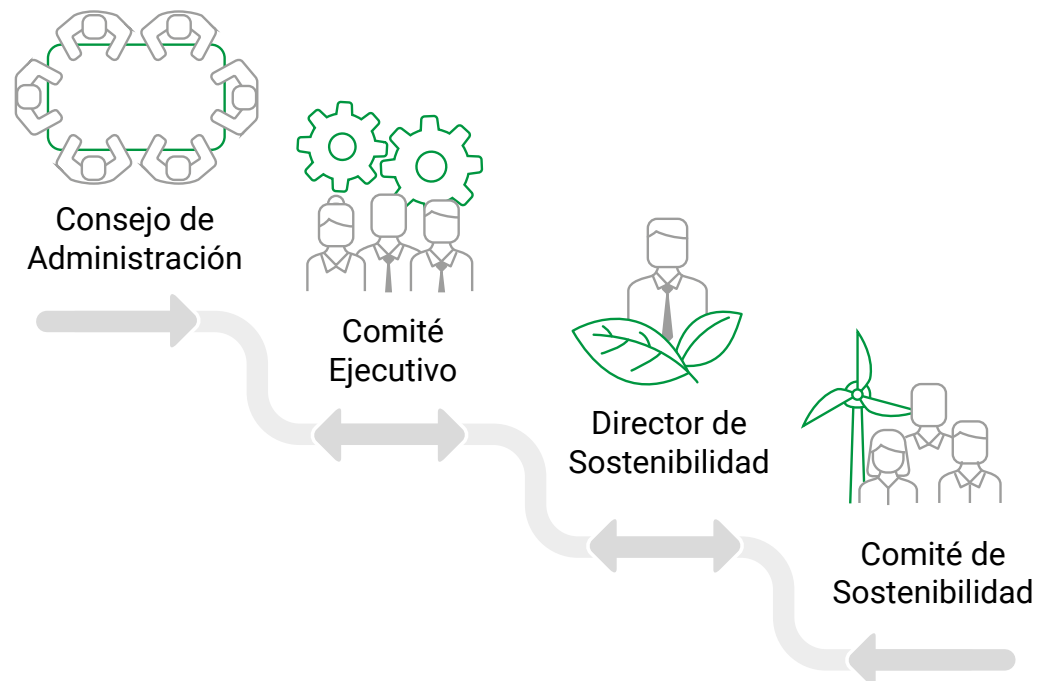 Consejo de
Administración
Comité
Ejecutivo
Director de
Sostenibilidad
Comité de
Sostenibilidad